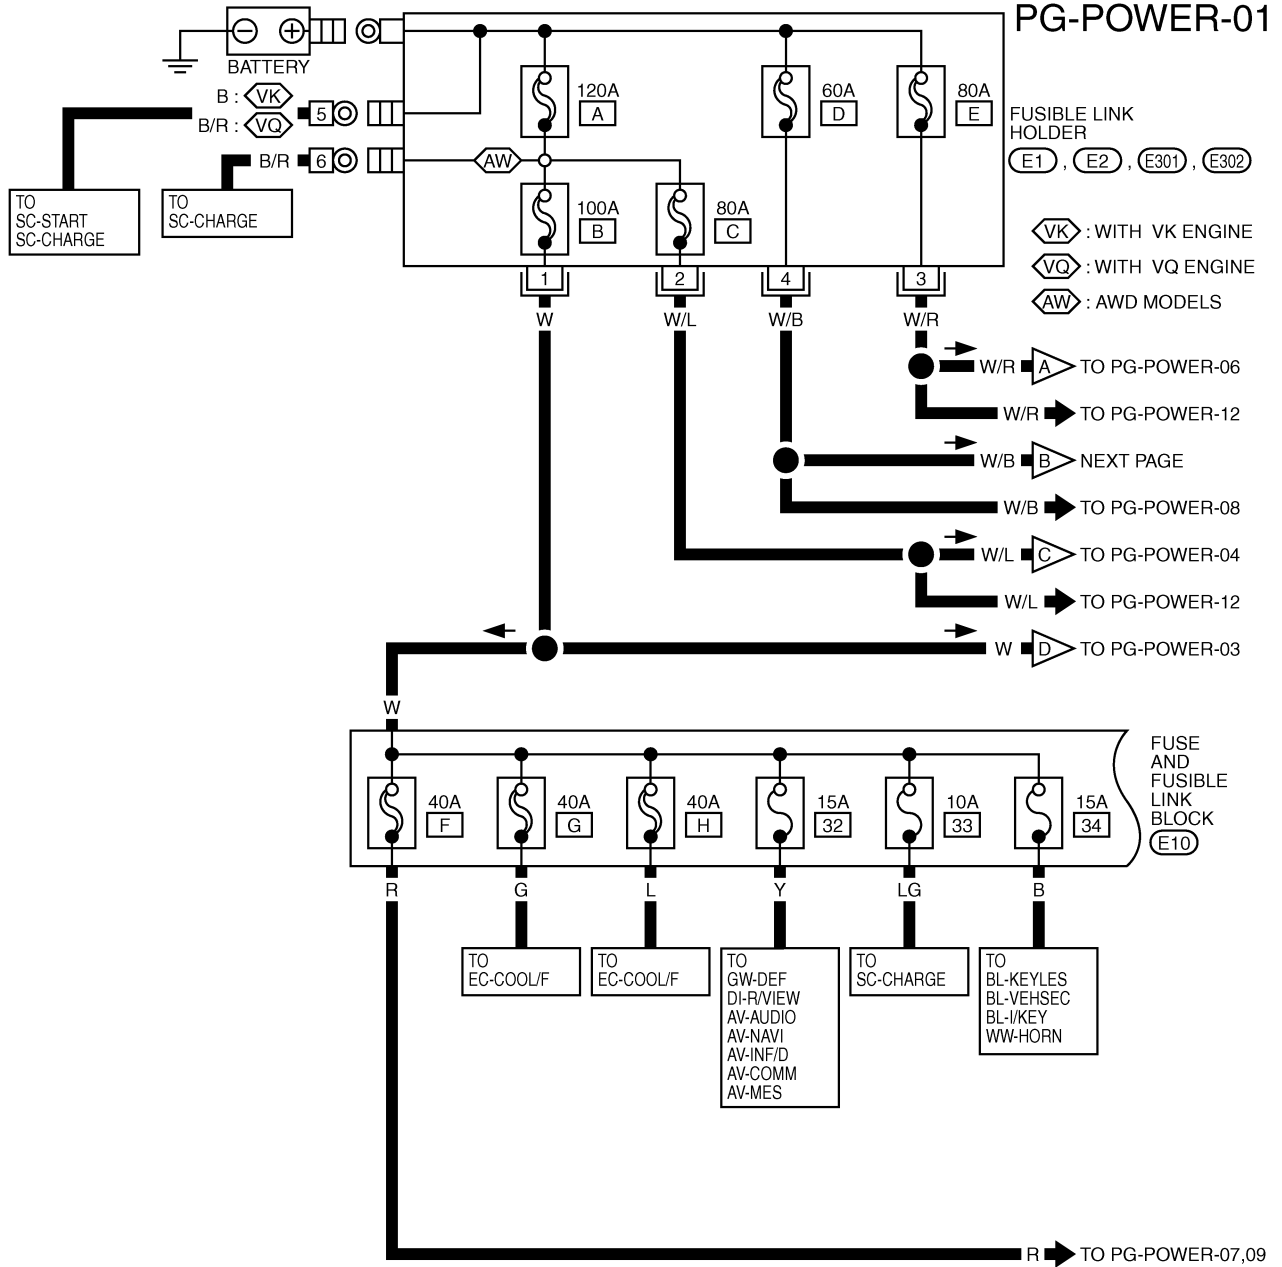 PG-POWER-01
BATTERY
B : VK
B/R : VQ
5
B/R
6
AW
TO
SC-START
SC-CHARGE
TO
SC-CHARGE
120A
A
60A
D
80A
E
100A
B
80A
C
FUSIBLE LINK
HOLDER
E1 , E2 , E301 , E302
VK : WITH VK ENGINE
VQ : WITH VQ ENGINE
AW : AWD MODELS
1
2
4
3
W
W/L
W/B
W/R
W/R A TO PG-POWER-06
W/R TO PG-POWER-12
W/B B NEXT PAGE
W/B TO PG-POWER-08
W/L C TO PG-POWER-04
W/L TO PG-POWER-12
W D TO PG-POWER-03
W
40A
F
40A
G
40A
H
15A
32
10A
33
15A
34
FUSE
AND
FUSIBLE
LINK
BLOCK
E10
R
G
L
Y
LG
B
TO
EC-COOL/F
TO
EC-COOL/F
TO
GW-DEF
DI-R/VIEW
AV-AUDIO
AV-NAVI
AV-INF/D
AV-COMM
AV-MES
TO
SC-CHARGE
TO
BL-KEYLES
BL-VEHSEC
BL-I/KEY
WW-HORN
R TO PG-POWER-07,09